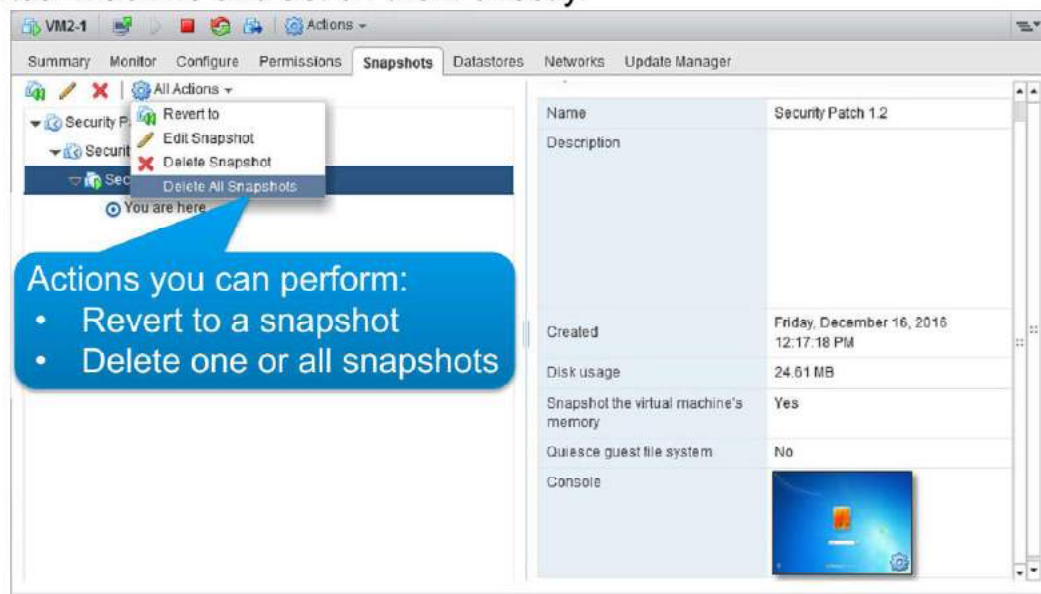 VM2-1 Actions
Summary Monitor Configure Permissions Snapshots Datastores Networks Update Manager
All Actions
Revert to
Edit Snapshot
Delete Snapshot
Delete All Snapshots
Security P
Securit
Sec
You are here
Actions you can perform:
• Revert to a snapshot
• Delete one or all snapshots
Name Security Patch 1.2
Description
Created Friday, December 16, 2016
12:17:18 PM
Disk usage 24.61 MB
Snapshot the virtual machine's Yes
memory
Quiesce guest file system No
Console